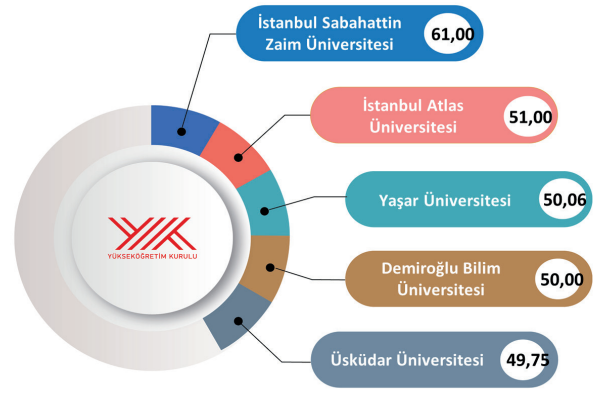 İstanbul Sabahattin
Zaim Üniversitesi
61,00
İstanbul Atlas
Üniversitesi
51,00
Yaşar Üniversitesi
50,06
YÜKSEKÖĞRETİM KURULU
Demiroğlu Bilim
Üniversitesi
50,00
Üsküdar Üniversitesi
49,75